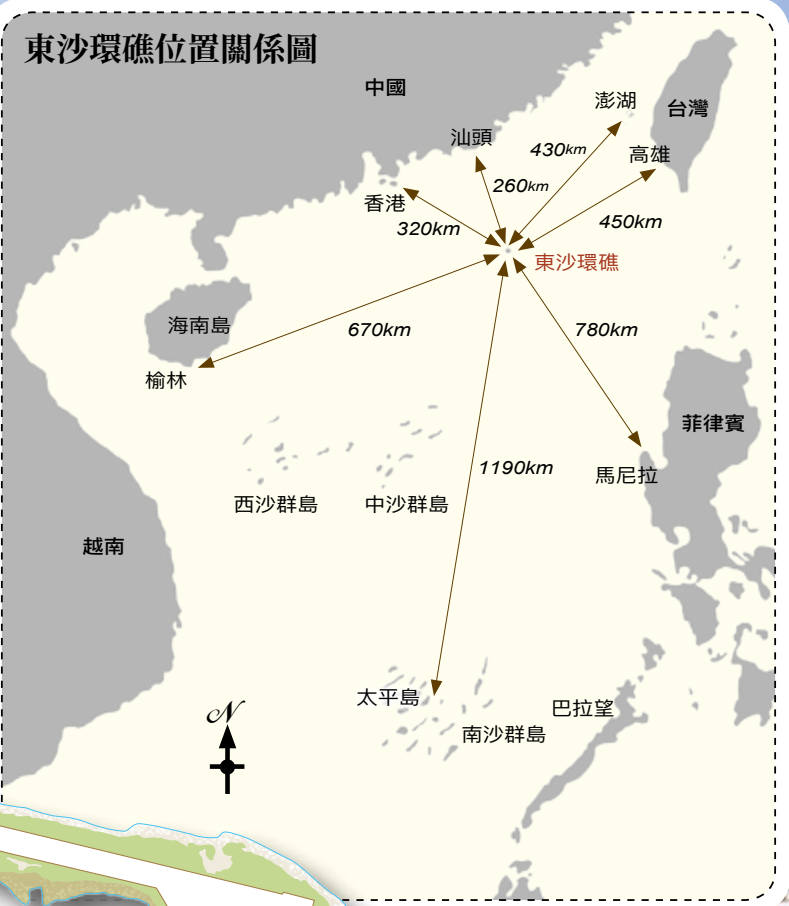 東沙環礁位置關係圖
中國
澎湖
台灣
汕頭
430km
高雄
260km
香港
450km
320km
東沙環礁
海南島
670km
780km
榆林
菲律賓
1190km
馬尼拉
西沙群島
中沙群島
越南
太平島
巴拉望
南沙群島
N